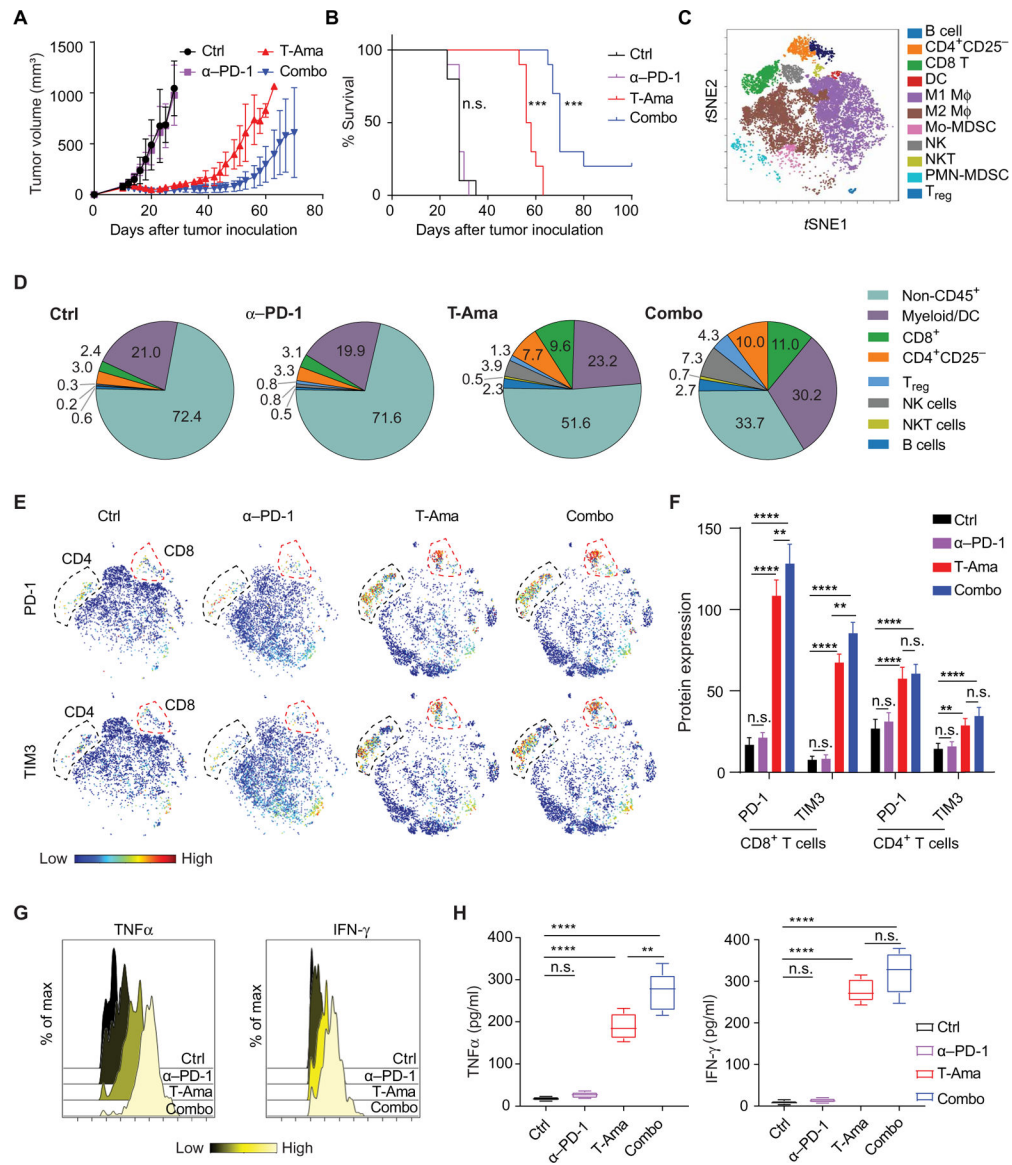 A
Tumor volume (mm³)
1500
1000
500
0
0 20 40 60 80
Days after tumor inoculation
Ctrl
α–PD-1
T-Ama
Combo
B
% Survival
100
50
0
0 20 40 60 80 100
Days after tumor inoculation
n.s.
***
***
Ctrl
α–PD-1
T-Ama
Combo
C
tSNE2
tSNE1
B cell
CD4⁺CD25⁻
CD8 T
DC
M1 Mϕ
M2 Mϕ
Mo-MDSC
NK
NKT
PMN-MDSC
Treg
D
Ctrl
2.4
3.0
0.3
0.2
0.6
21.0
72.4
α–PD-1
3.1
3.3
0.8
0.8
0.5
19.9
71.6
T-Ama
1.3
3.9
0.5
2.3
7.7
9.6
23.2
51.6
Combo
4.3
7.3
0.7
2.7
10.0
11.0
30.2
33.7
Non-CD45⁺
Myeloid/DC
CD8⁺
CD4⁺CD25⁻
Treg
NK cells
NKT cells
B cells
E
Ctrl
α–PD-1
T-Ama
Combo
PD-1
CD4
CD8
TIM3
CD4
CD8
Low High
F
Protein expression
150
100
50
0
****
**
****
n.s.
****
**
****
n.s.
****
n.s.
****
n.s.
****
n.s.
**
n.s.
Ctrl
α–PD-1
T-Ama
Combo
PD-1
TIM3
PD-1
TIM3
CD8⁺ T cells
CD4⁺ T cells
G
TNFα
% of max
Ctrl
α–PD-1
T-Ama
Combo
IFN-γ
% of max
Ctrl
α–PD-1
T-Ama
Combo
Low High
H
TNFα (pg/ml)
400
300
200
100
0
****
****
**
n.s.
Ctrl
α–PD-1
T-Ama
Combo
IFN-γ (pg/ml)
400
300
200
100
0
****
n.s.
****
n.s.
Ctrl
α–PD-1
T-Ama
Combo
Ctrl
α–PD-1
T-Ama
Combo